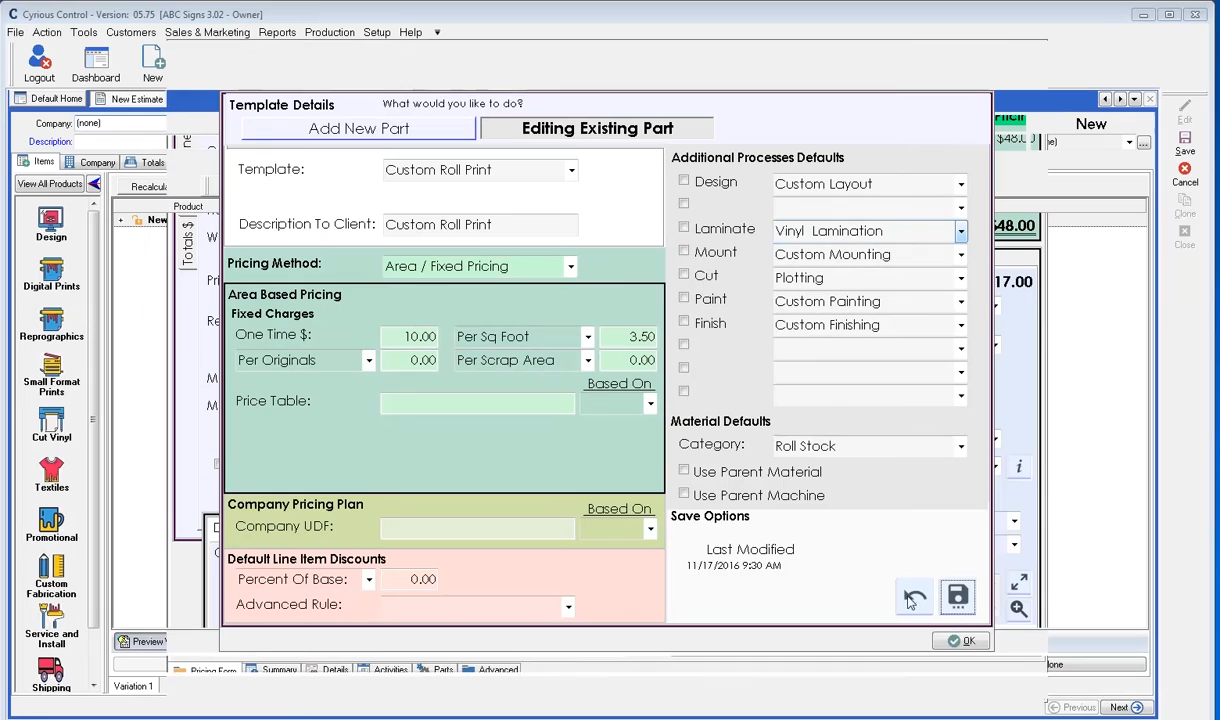 Cyrious Control - Version: 05.75 [ABC Signs 3.02 - Owner]
File Action Tools Customers Sales & Marketing Reports Production Setup Help
Logout Dashboard New
Default Home New Estimate
Company: (none)
Description:
Items Company Totals
View All Products
Recalcula
Product
New
Design
Digital Prints
Reprographics
Small Format
Prints
Cut Vinyl
Textiles
Promotional
Custom
Fabrication
Service and
Install
Shipping
Totals $
Template Details What would you like to do?
Add New Part Editing Existing Part
Template: Custom Roll Print
Description To Client: Custom Roll Print
Pricing Method: Area / Fixed Pricing
Area Based Pricing
Fixed Charges
One Time $: 10.00 Per Sq Foot 3.50
Per Originals 0.00 Per Scrap Area 0.00
Based On
Price Table:
Company Pricing Plan Based On
Company UDF:
Default Line Item Discounts
Percent Of Base: 0.00
Advanced Rule:
Additional Processes Defaults
Design Custom Layout
Laminate Vinyl Lamination
Mount Custom Mounting
Cut Plotting
Paint Custom Painting
Finish Custom Finishing
Material Defaults
Category: Roll Stock
Use Parent Material
Use Parent Machine
Save Options
Last Modified
11/17/2016 9:30 AM
OK
New
$48.00
17.00
Edit
Save
Cancel
Clone
Close
Preview
Pricing Form Summary Details Activities Parts Advanced
Variation 1
Previous Next